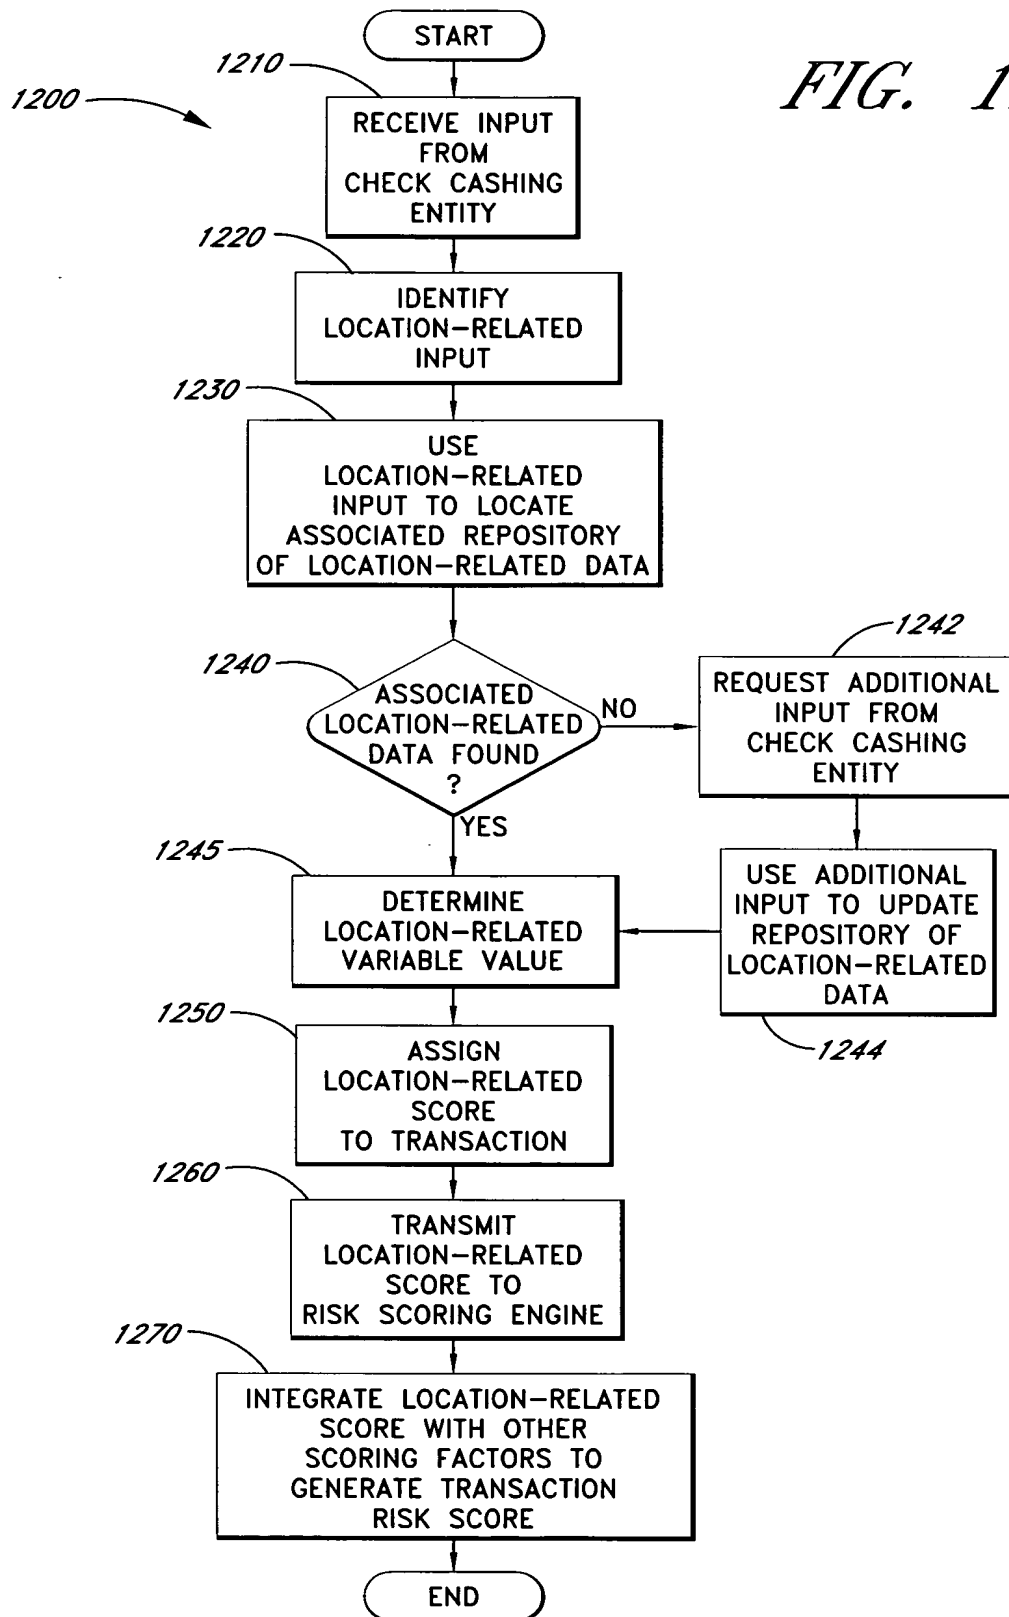 START
FIG. 1
1200
1210
RECEIVE INPUT
FROM
CHECK CASHING
ENTITY
1220
IDENTIFY
LOCATION-RELATED
INPUT
1230
USE
LOCATION-RELATED
INPUT TO LOCATE
ASSOCIATED REPOSITORY
OF LOCATION-RELATED DATA
1240
ASSOCIATED
LOCATION-RELATED
DATA FOUND
?
NO
YES
1242
REQUEST ADDITIONAL
INPUT FROM
CHECK CASHING
ENTITY
USE ADDITIONAL
INPUT TO UPDATE
REPOSITORY OF
LOCATION-RELATED
DATA
1244
1245
DETERMINE
LOCATION-RELATED
VARIABLE VALUE
1250
ASSIGN
LOCATION-RELATED
SCORE
TO TRANSACTION
1260
TRANSMIT
LOCATION-RELATED
SCORE TO
RISK SCORING ENGINE
1270
INTEGRATE LOCATION-RELATED
SCORE WITH OTHER
SCORING FACTORS TO
GENERATE TRANSACTION
RISK SCORE
END